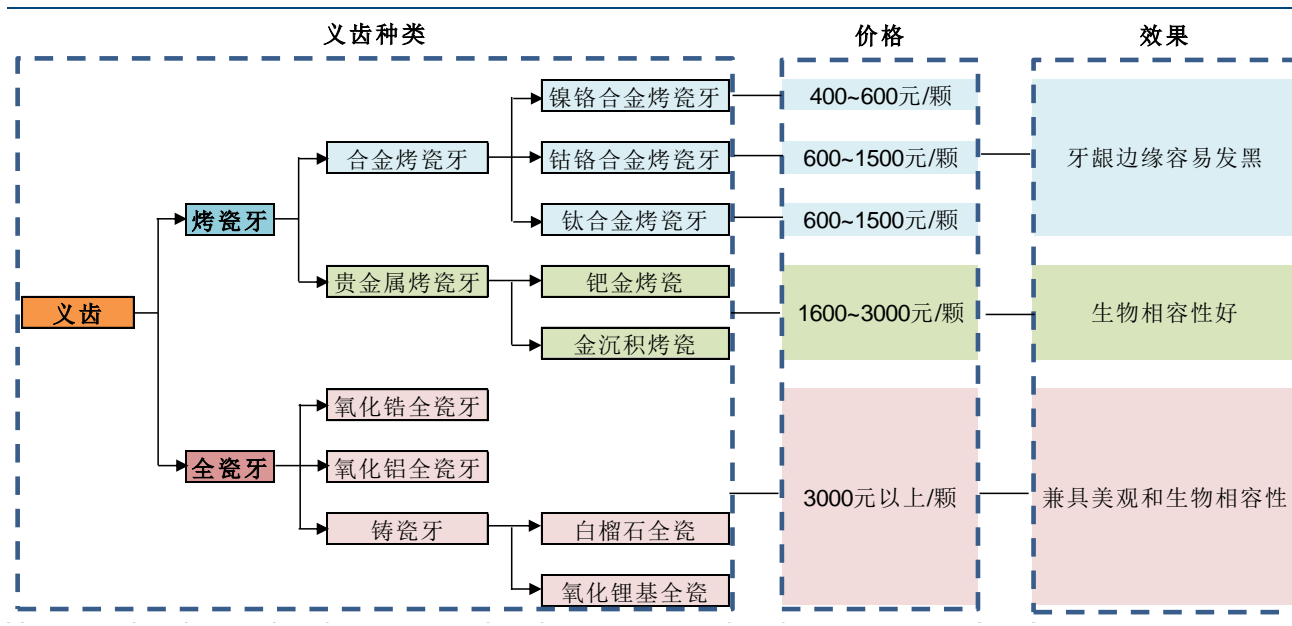 义齿种类
价格
效果
镍铬合金烤瓷牙
400~600元/颗
合金烤瓷牙
钴铬合金烤瓷牙
600~1500元/颗
牙龈边缘容易发黑
烤瓷牙
钛合金烤瓷牙
600~1500元/颗
贵金属烤瓷牙
钯金烤瓷
义齿
1600~3000元/颗
生物相容性好
金沉积烤瓷
氧化锆全瓷牙
全瓷牙
氧化铝全瓷牙
3000元以上/颗
兼具美观和生物相容性
铸瓷牙
白榴石全瓷
氧化锂基全瓷